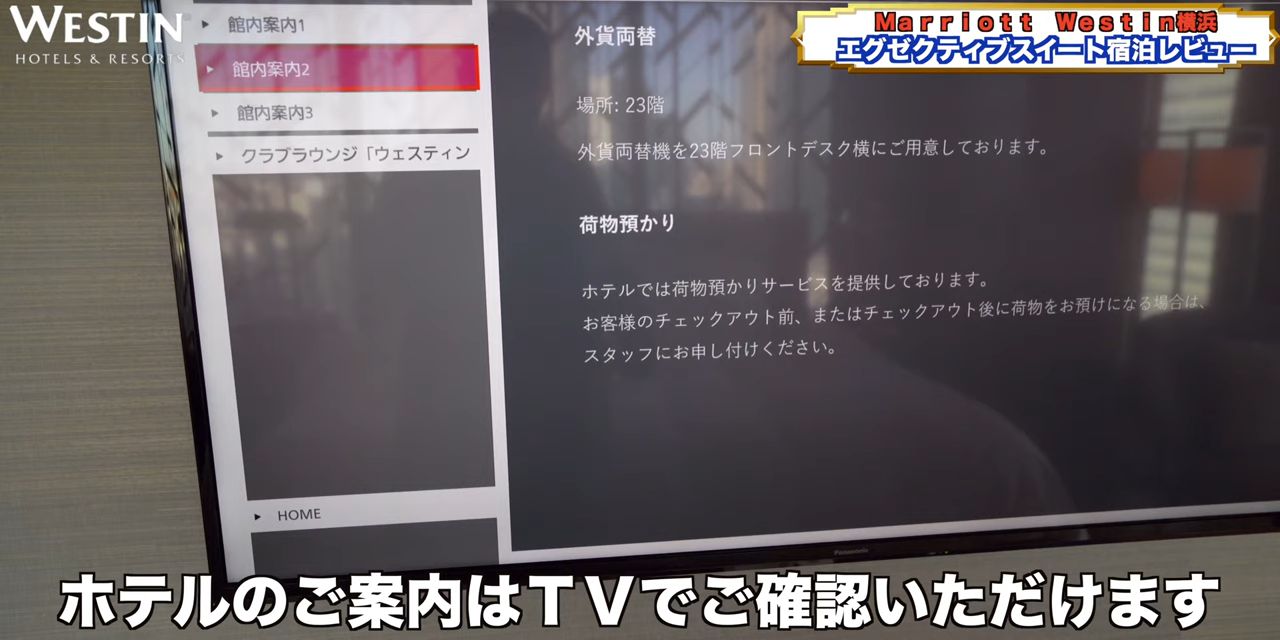 WESTIN
HOTELS & RESORTS
Marriott Westin横浜
エグゼクティブスイート宿泊レビュー
館内案内1
館内案内2
館内案内3
クラブラウンジ「ウェスティン
HOME
外貨両替
場所: 23階
外貨両替機を23階フロントデスク横にご用意しております。
荷物預かり
ホテルでは荷物預かりサービスを提供しております。
お客様のチェックアウト前、またはチェックアウト後に荷物をお預けになる場合は、
スタッフにお申し付けください。
Panasonic
ホテルのご案内はTVでご確認いただけます